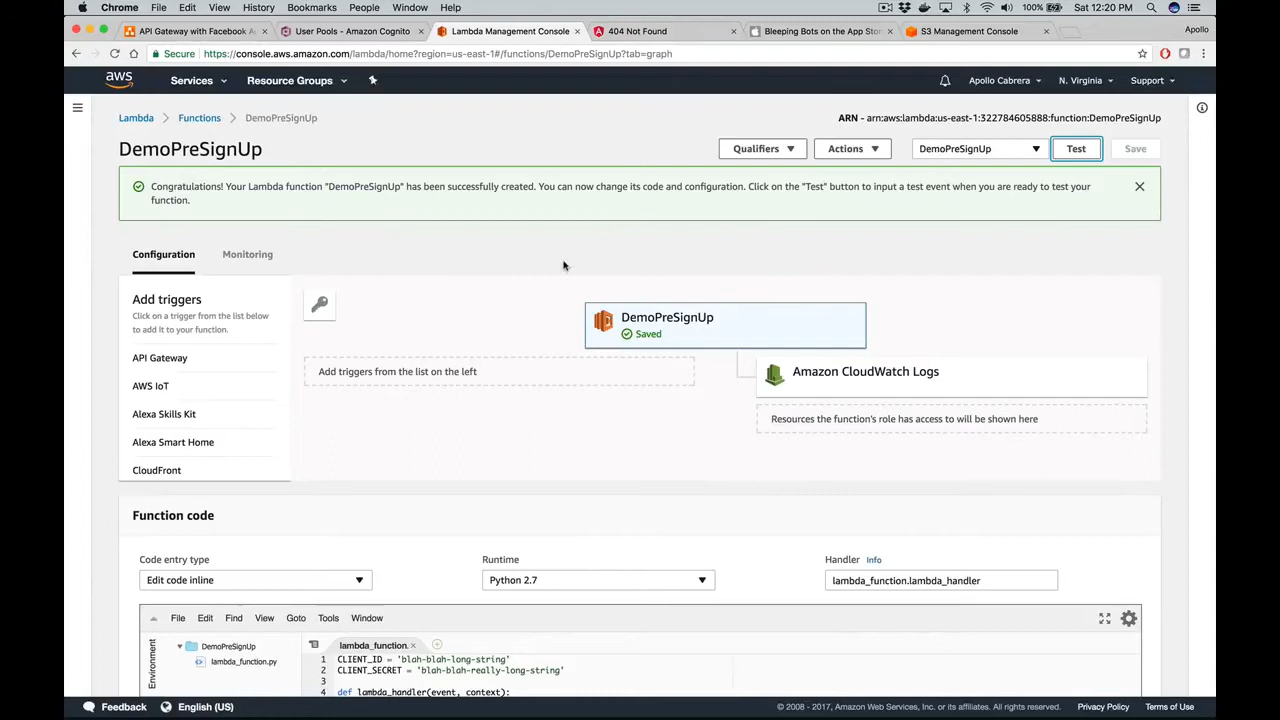 Chrome File Edit View History Bookmarks People Window Help 100% Sat 12:20 PM
API Gateway with Facebook A
User Pools - Amazon Cognito
Lambda Management Console
404 Not Found
Bleeping Bots on the App Stor
S3 Management Console
Apollo
Secure https://console.aws.amazon.com/lambda/home?region=us-east-1#/functions/DemoPreSignUp?tab=graph
aws Services Resource Groups Apollo Cabrera N. Virginia Support
Lambda Functions DemoPreSignUp ARN - arn:aws:lambda:us-east-1:322784605888:function:DemoPreSignUp
DemoPreSignUp Qualifiers Actions DemoPreSignUp Test Save
Congratulations! Your Lambda function "DemoPreSignUp" has been successfully created. You can now change its code and configuration. Click on the "Test" button to input a test event when you are ready to test your
function.
Configuration Monitoring
Add triggers
Click on a trigger from the list below
to add it to your function.
API Gateway
AWS IoT
Alexa Skills Kit
Alexa Smart Home
CloudFront
DemoPreSignUp
Saved
Add triggers from the list on the left
Amazon CloudWatch Logs
Resources the function's role has access to will be shown here
Function code
Code entry type Runtime Handler Info
Edit code inline Python 2.7 lambda_function.lambda_handler
File Edit Find View Goto Tools Window
Environment
DemoPreSignUp
lambda_function.py
lambda_function.
1 CLIENT_ID = 'blah-blah-long-string'
2 CLIENT_SECRET = 'blah-blah-really-long-string'
3
4 def lambda_handler(event, context):
Feedback English (US) © 2008 - 2017, Amazon Web Services, Inc. or its affiliates. All rights reserved. Privacy Policy Terms of Use